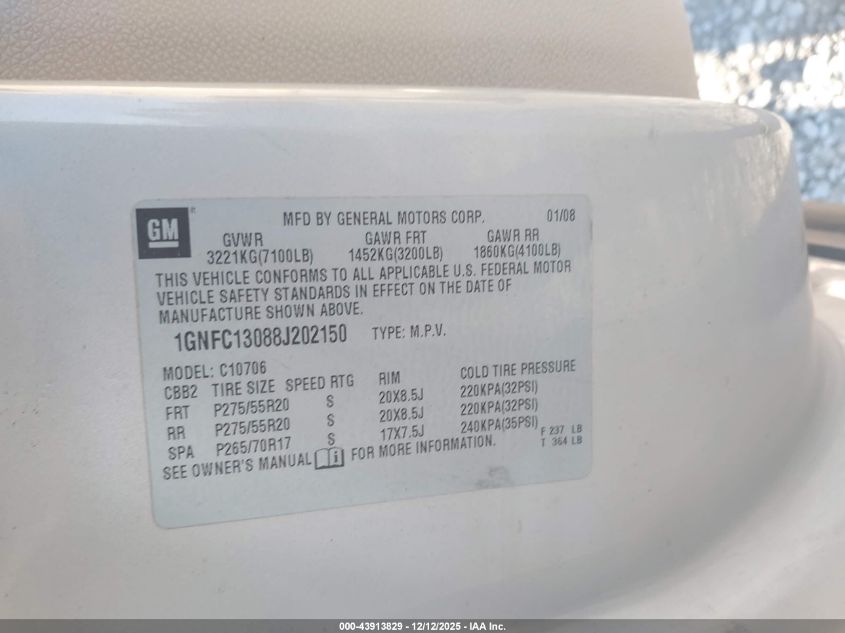 GM ® MFD BY GENERAL MOTORS CORP. 01/08
GVWR GAWR FRT GAWR RR
3221KG(7100LB) 1452KG(3200LB) 1860KG(4100LB)
THIS VEHICLE CONFORMS TO ALL APPLICABLE U.S. FEDERAL MOTOR
VEHICLE SAFETY STANDARDS IN EFFECT ON THE DATE OF
MANUFACTURE SHOWN ABOVE.
1GNFC13088J202150 TYPE: M.P.V.
MODEL: C10706
CBB2 TIRE SIZE SPEED RTG RIM COLD TIRE PRESSURE
FRT P275/55R20 S 20X8.5J 220KPA(32PSI)
RR P275/55R20 S 20X8.5J 220KPA(32PSI)
SPA P265/70R17 S 17X7.5J 240KPA(35PSI) F 237 LB
SEE OWNER'S MANUAL FOR MORE INFORMATION. T 364 LB
000-43913829 - 12/12/2025 - IAA Inc.